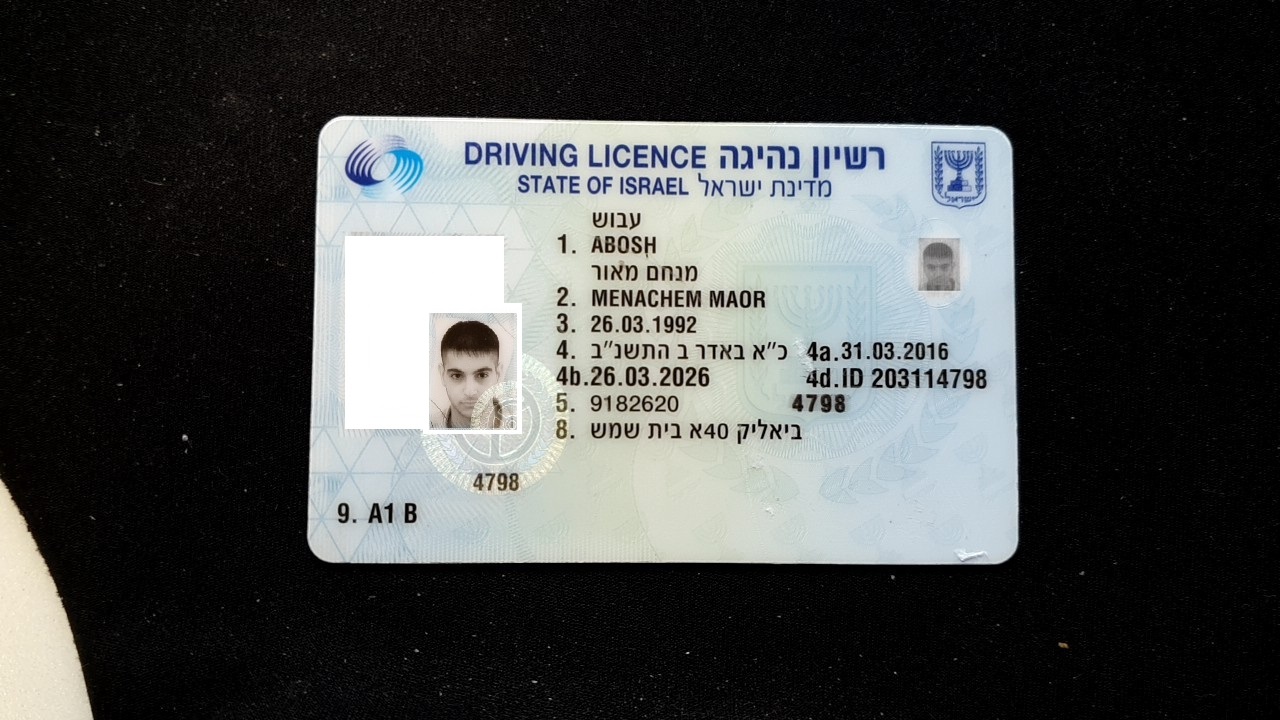 DRIVING LICENCE רשיון נהיגה
STATE OF ISRAEL מדינת ישראל
ישראל
עבוש
1. ABOSH
מנחם מאור
2. MENACHEM MAOR
3. 26.03.1992
4. כ"א באדר ב התשנ"ב 4a.31.03.2016
4b.26.03.2026 4d.ID 203114798
5. 9182620 4798
8. ביאליק 40א בית שמש
4798
9. A1 B